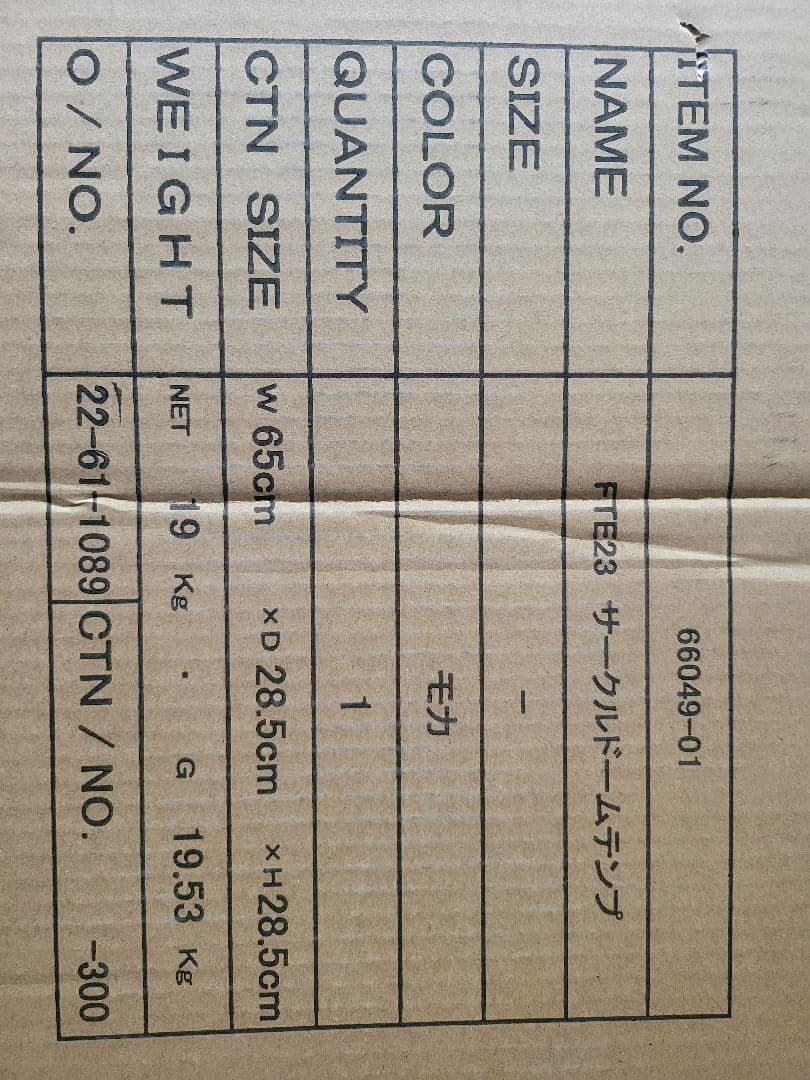 ITEM NO. 66049-01
NAME FTE23 サークルドームテンプ
SIZE -
COLOR モカ
QUANTITY 1
CTN SIZE W 65cm ×D 28.5cm ×H 28.5cm
WEIGHT NET 19 Kg . G 19.53 Kg
O / NO. 22-61-1089 CTN / NO. -300